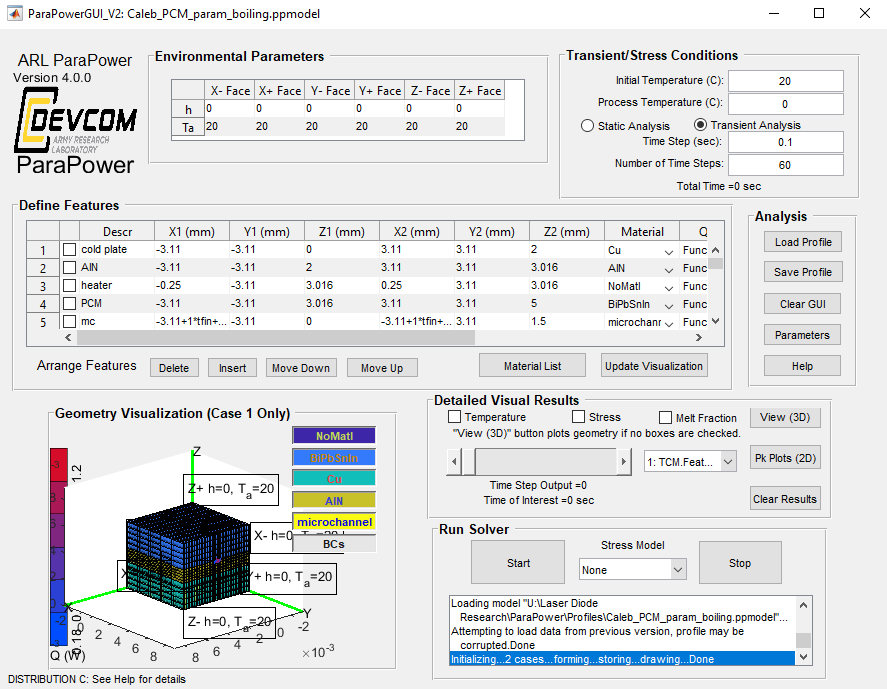 ParaPowerGUI_V2: Caleb_PCM_param_boiling.ppmodel
ARL ParaPower
Version 4.0.0
DEVCOM
ARMY RESEARCH
LABORATORY
ParaPower
Environmental Parameters
X- Face X+ Face Y- Face Y+ Face Z- Face Z+ Face
h 0 0 0 0 0 0
Ta 20 20 20 20 20 20
Transient/Stress Conditions
Initial Temperature (C): 20
Process Temperature (C): 0
Static Analysis Transient Analysis
Time Step (sec): 0.1
Number of Time Steps: 60
Total Time =0 sec
Define Features
Descr X1 (mm) Y1 (mm) Z1 (mm) X2 (mm) Y2 (mm) Z2 (mm) Material Q
1 cold plate -3.11 -3.11 0 3.11 3.11 2 Cu Func
2 AlN -3.11 -3.11 2 3.11 3.11 3.016 AlN Func
3 heater -0.25 -3.11 3.016 0.25 3.11 3.016 NoMatl Func
4 PCM -3.11 -3.11 3.016 3.11 3.11 5 BiPbSnIn Func
5 mc -3.11+1*tfin+... -3.11 0 -3.11+1*tfin+... 3.11 1.5 microchann Func
Arrange Features Delete Insert Move Down Move Up Material List Update Visualization
Analysis
Load Profile
Save Profile
Clear GUI
Parameters
Help
Geometry Visualization (Case 1 Only)
NoMatl
BiPbSnIn
Cu
AlN
microchannel
BCs
Z
1.2
Z+ h=0, Ta=20
X- h=0, Ta=20
X
Y+ h=0, Ta=20
Z- h=0, Ta=20
X
Y
0 2 4 6 8
8 6 4 2 0 -2
×10-3
0.18
Q (W)
Detailed Visual Results
Temperature Stress Melt Fraction View (3D)
"View (3D)" button plots geometry if no boxes are checked.
1: TCM.Feat... Pk Plots (2D)
Time Step Output =0
Time of Interest =0 sec
Clear Results
Run Solver
Start
Stress Model
None
Stop
Loading model "U:\Laser Diode
Research\ParaPower\Profiles\Caleb_PCM_param_boiling.ppmodel"...
Attempting to load data from previous version, profile may be
corrupted.Done
Initializing...2 cases...forming...storing...drawing...Done
DISTRIBUTION C: See Help for details